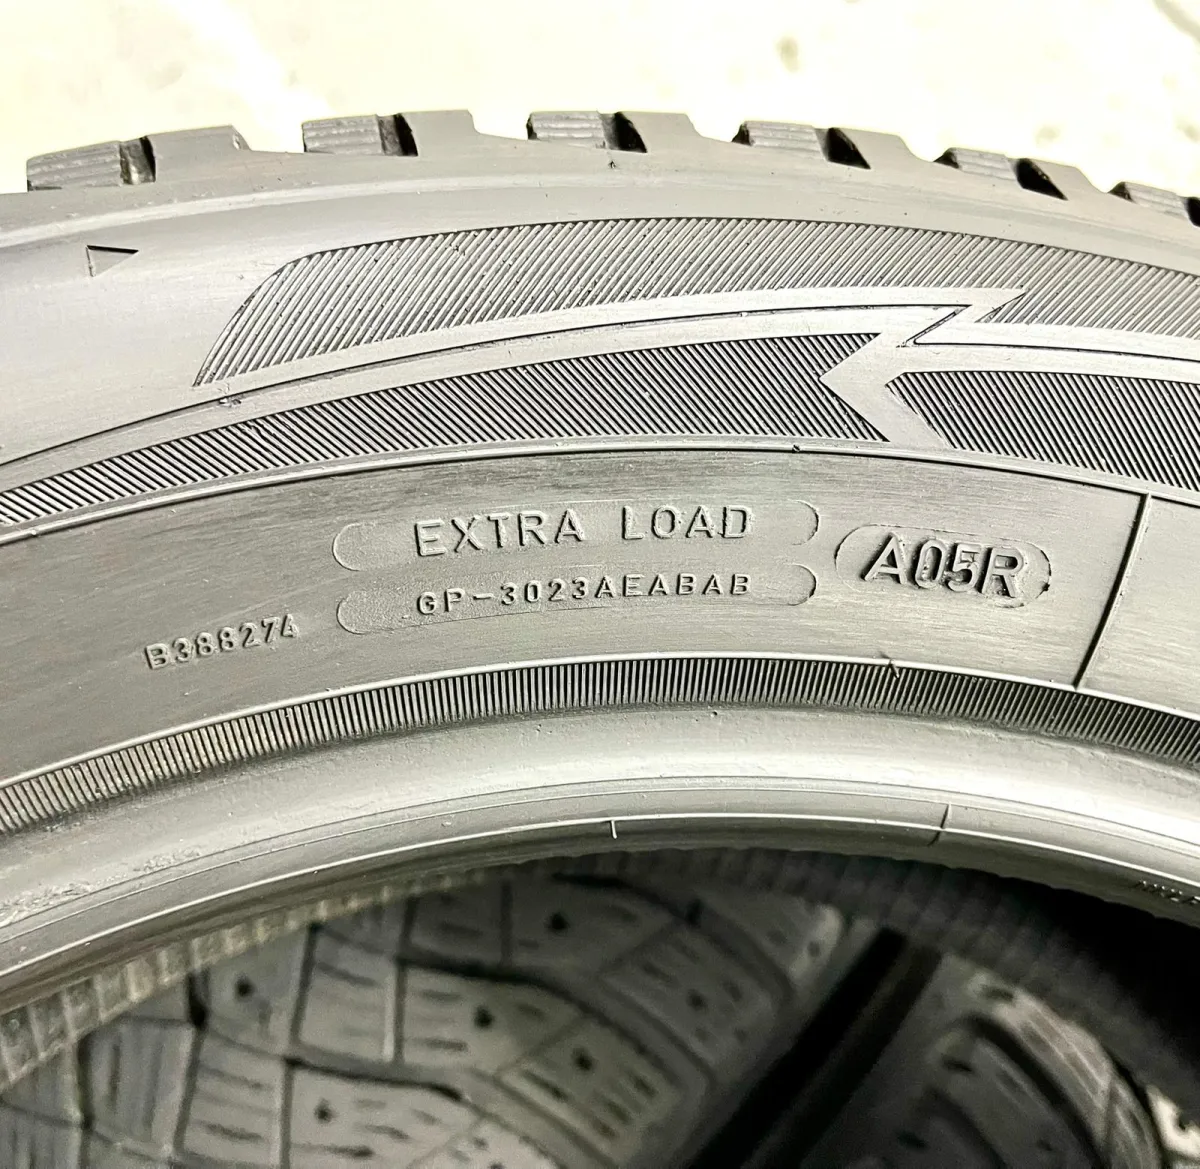 EXTRA LOAD
A05R
GP-3023AEABAB
B388274